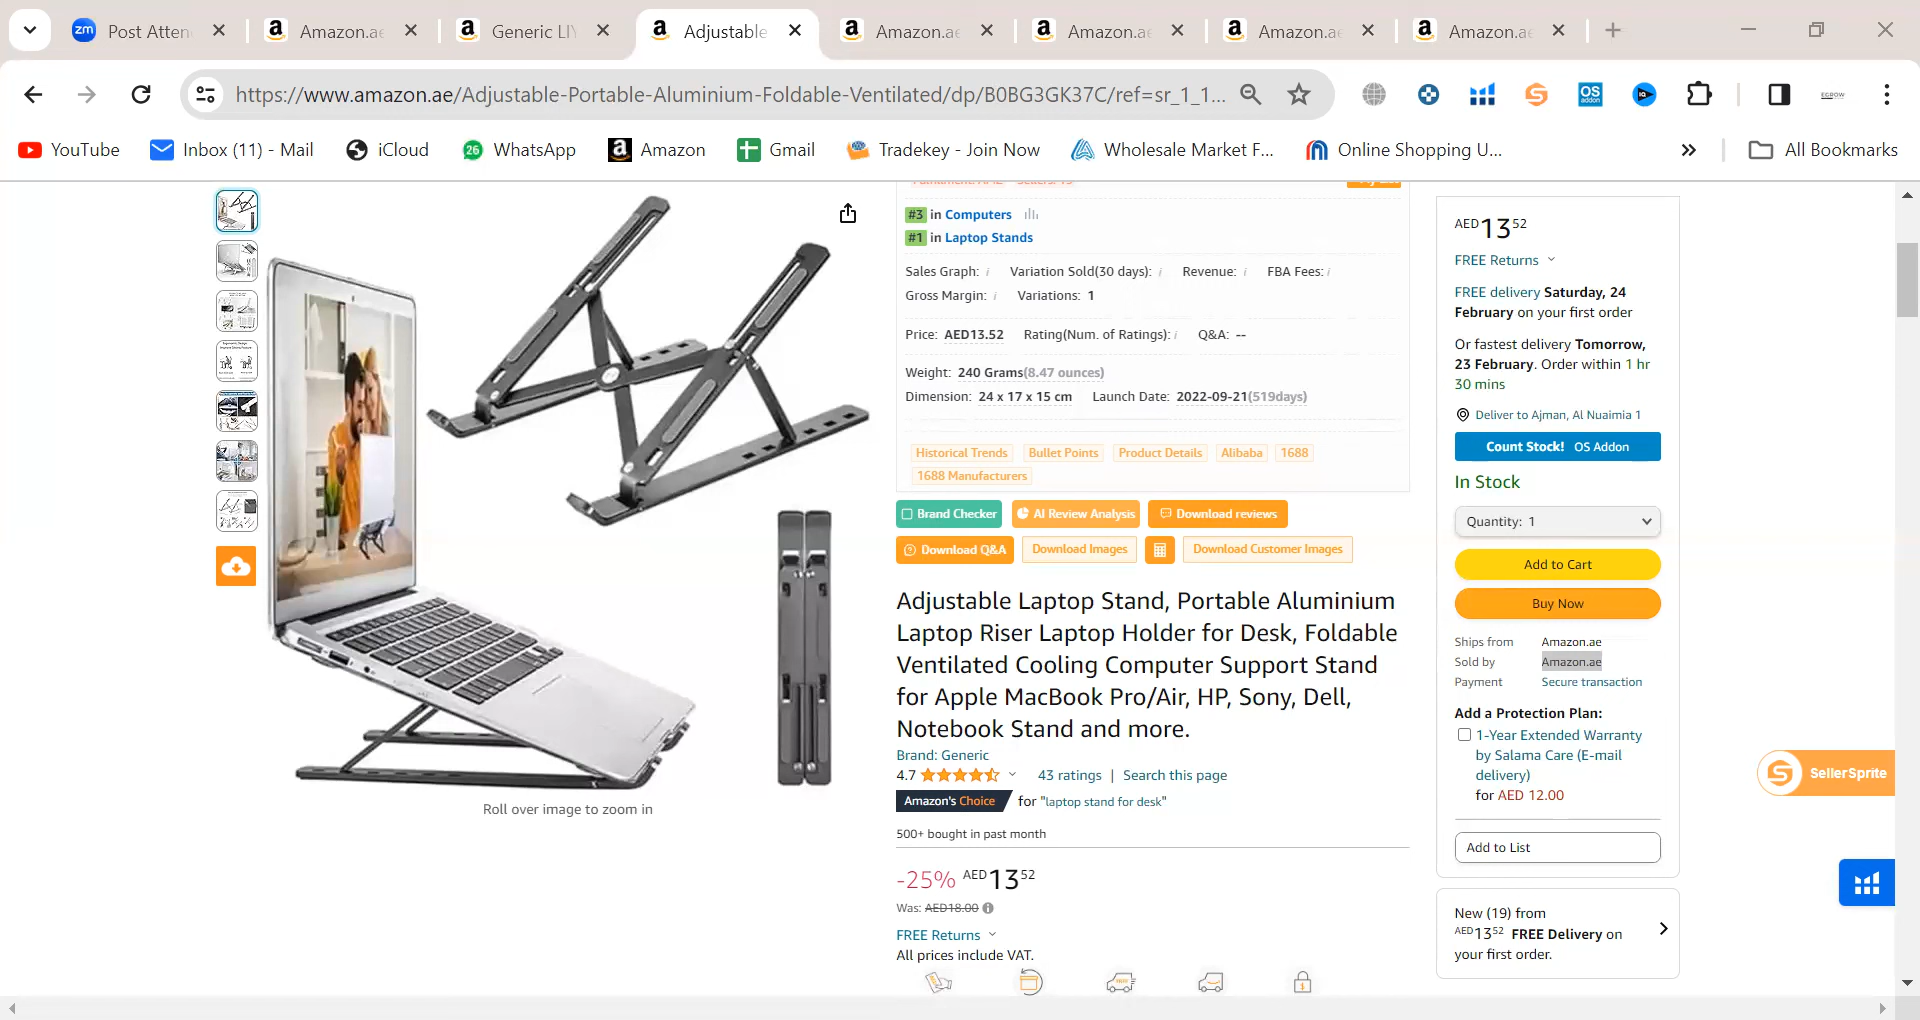 zm Post Atten
Amazon.ae
Generic LIY
Adjustable
Amazon.ae
Amazon.ae
Amazon.ae
Amazon.ae
https://www.amazon.ae/Adjustable-Portable-Aluminium-Foldable-Ventilated/dp/B0BG3GK37C/ref=sr_1_1...
OS addon
IQ
EGROW
YouTube
Inbox (11) - Mail
iCloud
26 WhatsApp
Amazon
Gmail
Tradekey - Join Now
Wholesale Market F...
Online Shopping U...
»
All Bookmarks
#3 in Computers
#1 in Laptop Stands
Sales Graph: i Variation Sold(30 days): i Revenue: i FBA Fees: i
Gross Margin: i Variations: 1
Price: AED13.52 Rating(Num. of Ratings): i Q&A: --
Weight: 240 Grams(8.47 ounces)
Dimension: 24 x 17 x 15 cm Launch Date: 2022-09-21(519days)
Historical Trends Bullet Points Product Details Alibaba 1688
1688 Manufacturers
Brand Checker AI Review Analysis Download reviews
Download Q&A Download Images Download Customer Images
Adjustable Laptop Stand, Portable Aluminium
Laptop Riser Laptop Holder for Desk, Foldable
Ventilated Cooling Computer Support Stand
for Apple MacBook Pro/Air, HP, Sony, Dell,
Notebook Stand and more.
Brand: Generic
4.7 43 ratings | Search this page
Amazon's Choice for "laptop stand for desk"
500+ bought in past month
-25% AED 13 52
Was: AED18.00
FREE Returns
All prices include VAT.
Roll over image to zoom in
AED 13 52
FREE Returns
FREE delivery Saturday, 24
February on your first order
Or fastest delivery Tomorrow,
23 February. Order within 1 hr
30 mins
Deliver to Ajman, Al Nuaimia 1
Count Stock! OS Addon
In Stock
Quantity: 1
Add to Cart
Buy Now
Ships from Amazon.ae
Sold by Amazon.ae
Payment Secure transaction
Add a Protection Plan:
1-Year Extended Warranty
by Salama Care (E-mail
delivery)
for AED 12.00
Add to List
New (19) from
AED 13 52 FREE Delivery on
your first order.
SellerSprite